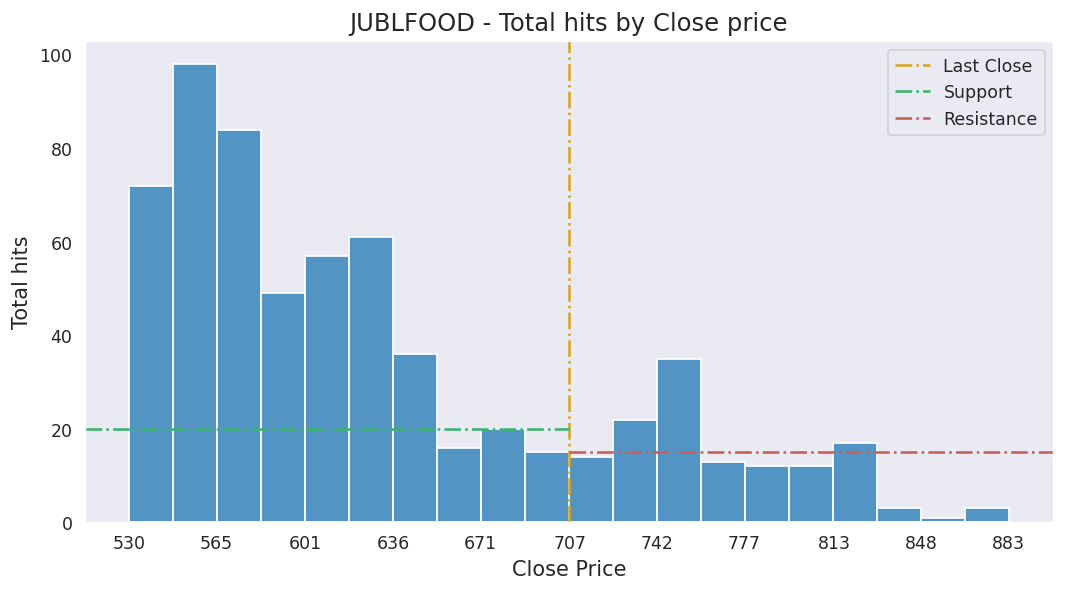 JUBLFOOD - Total hits by Close price
Last Close
Support
Resistance
Total hits
100
80
60
40
20
0
530 565 601 636 671 707 742 777 813 848 883
Close Price